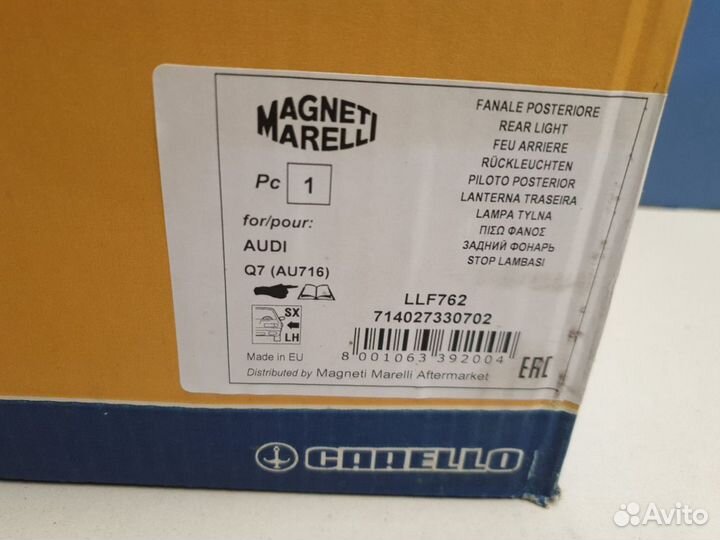 MAGNETI
MARELLI
Pc 1
for/pour:
AUDI
Q7 (AU716)
SX
LH
Made in EU
Distributed by Magneti Marelli Aftermarket
FANALE POSTERIORE
REAR LIGHT
FEU ARRIERE
RÜCKLEUCHTEN
PILOTO POSTERIOR
LANTERNA TRASEIRA
LAMPA TYLNA
ΠΙΣΩ ΦΑΝΟΣ
ЗАДНИЙ ФОНАРЬ
STOP LAMBASI
LLF762
714027330702
8 001063 392004
EAC
CARELLO
Avito